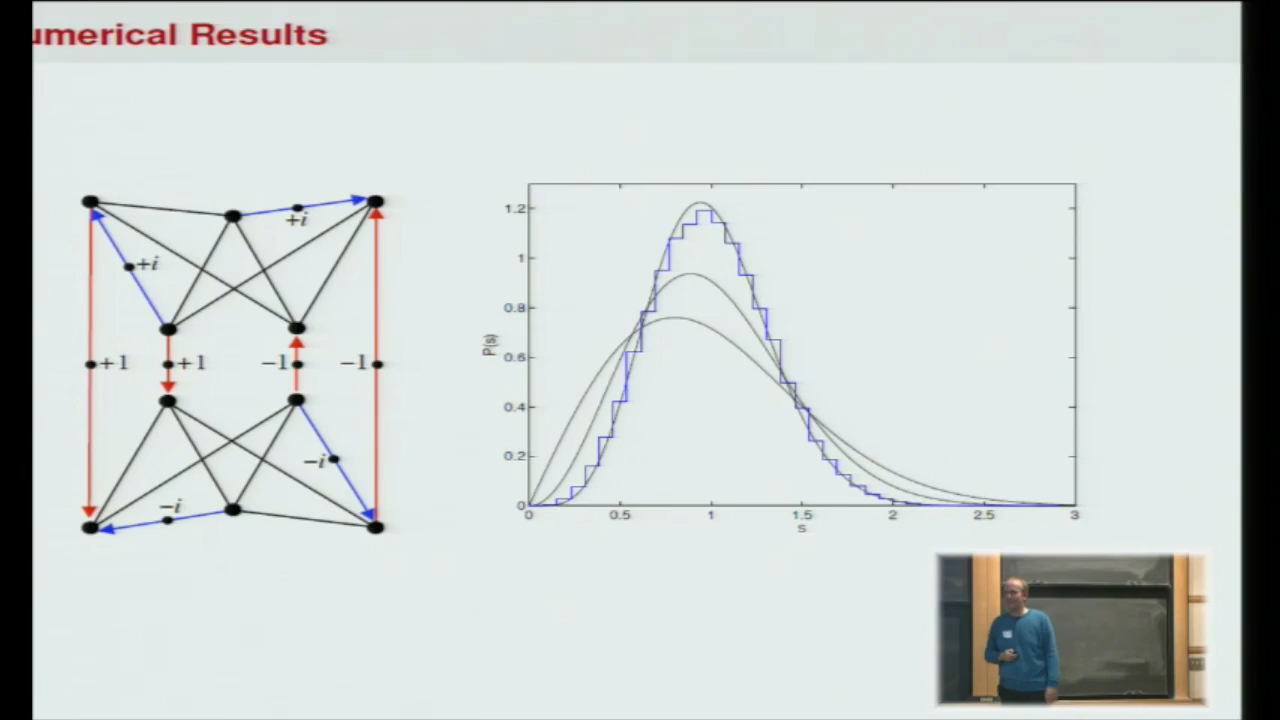 umerical Results
+i
+i
+1
+1
−1
−1
−i
−i
P(s)
1.2
1
0.8
0.6
0.4
0.2
0
0
0.5
1
1.5
2
2.5
3
s